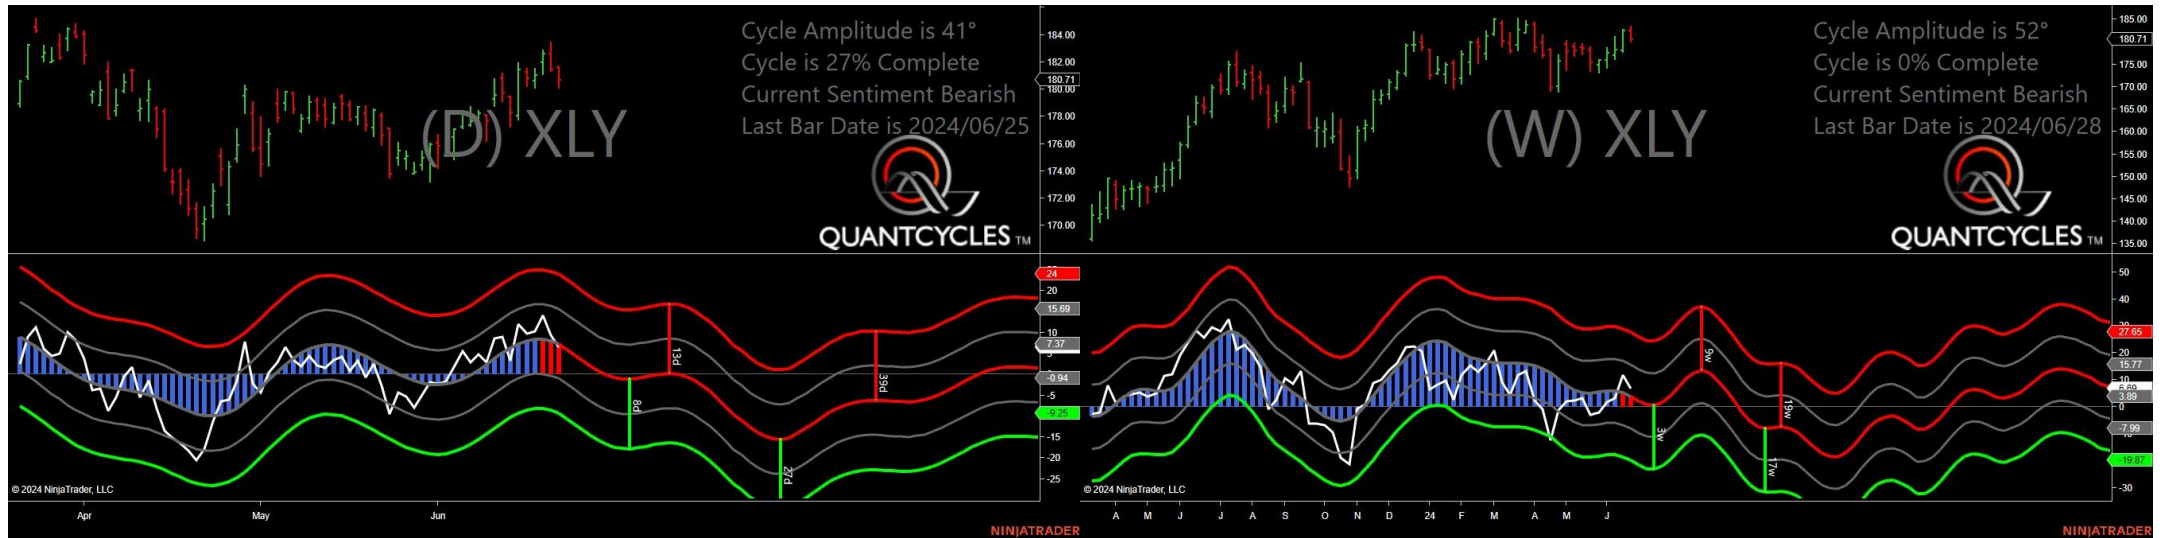 Cycle Amplitude is 41°
Cycle is 27% Complete
Current Sentiment Bearish
Last Bar Date is 2024/06/25
(D) XLY
QUANTCYCLES TM
184.00
182.00
180.71
180.00
178.00
176.00
174.00
172.00
170.00
24
20
15.69
10
7.37
-0.94
-5
-9.25
-15
-20
-25
8d
13d
27d
39d
© 2024 NinjaTrader, LLC
Apr May Jun
NINJATRADER
Cycle Amplitude is 52°
Cycle is 0% Complete
Current Sentiment Bearish
Last Bar Date is 2024/06/28
(W) XLY
QUANTCYCLES TM
185.00
180.71
175.00
170.00
165.00
160.00
155.00
150.00
145.00
140.00
135.00
50
40
27.65
20
15.77
6.69
3.89
0
-7.99
-19.87
-30
3w
9w
17w
19w
© 2024 NinjaTrader, LLC
A M J J A S O N D 24 F M A M J
NINJATRADER